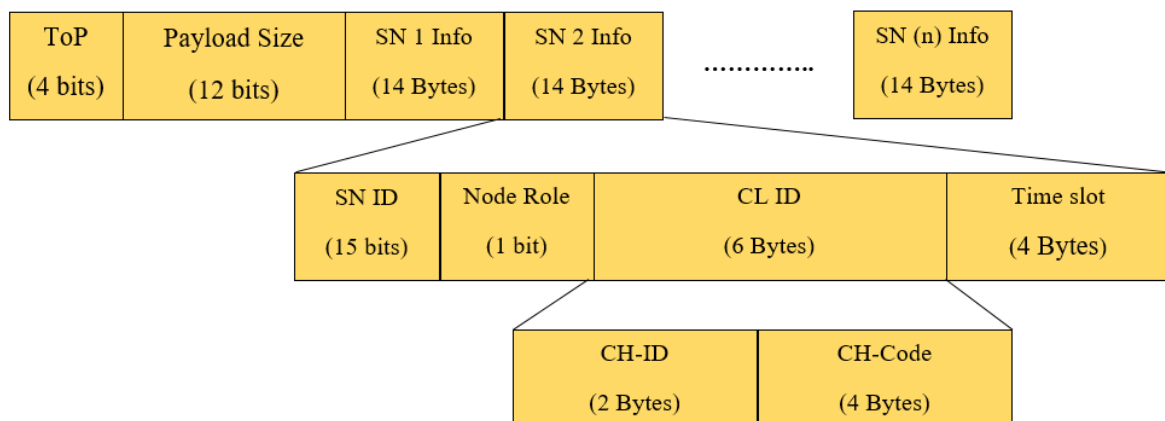 ToP
(4 bits)
Payload Size
(12 bits)
SN 1 Info
(14 Bytes)
SN 2 Info
(14 Bytes)
…………..
SN (n) Info
(14 Bytes)
SN ID
(15 bits)
Node Role
(1 bit)
CL ID
(6 Bytes)
Time slot
(4 Bytes)
CH-ID
(2 Bytes)
CH-Code
(4 Bytes)